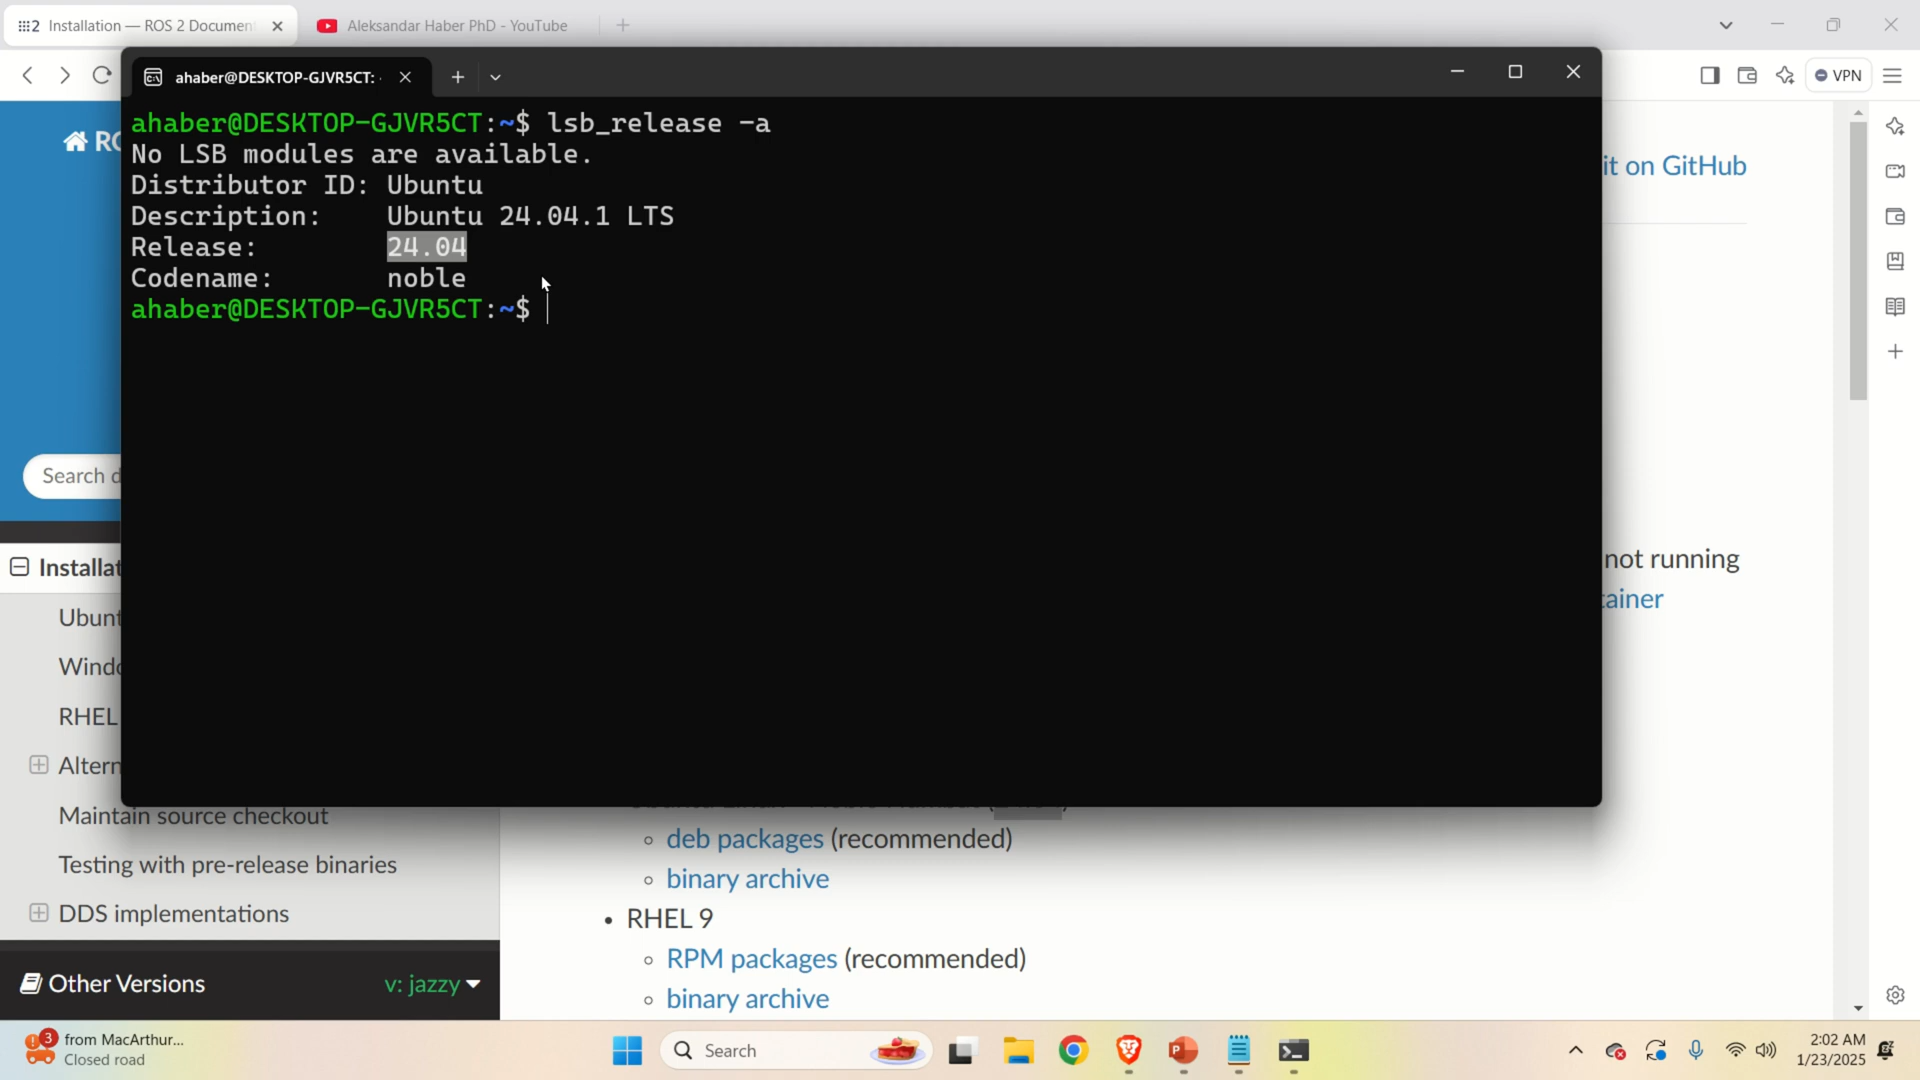 Installation — ROS 2 Documen
Aleksandar Haber PhD - YouTube
ahaber@DESKTOP-GJVR5CT:
VPN
ahaber@DESKTOP-GJVR5CT:~$ lsb_release -a
No LSB modules are available.
Distributor ID: Ubuntu
Description: Ubuntu 24.04.1 LTS
Release: 24.04
Codename: noble
ahaber@DESKTOP-GJVR5CT:~$
it on GitHub
Search d
not running
tainer
Installat
Ubunt
Windo
RHEL
Altern
Maintain source checkout
Testing with pre-release binaries
DDS implementations
Other Versions v: jazzy
deb packages (recommended)
binary archive
RHEL 9
RPM packages (recommended)
binary archive
3 from MacArthur...
Closed road
Search
2:02 AM
1/23/2025